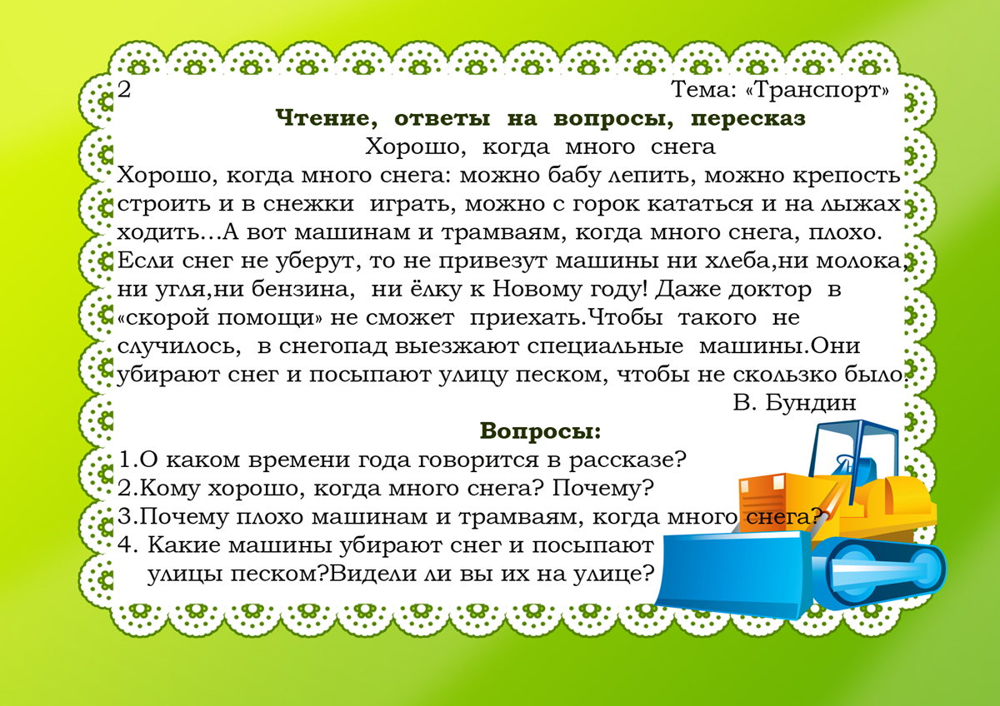 2 Тема: «Транспорт»
Чтение, ответы на вопросы, пересказ
Хорошо, когда много снега
Хорошо, когда много снега: можно бабу лепить, можно крепость
строить и в снежки играть, можно с горок кататься и на лыжах
ходить...А вот машинам и трамваям, когда много снега, плохо.
Если снег не уберут, то не привезут машины ни хлеба,ни молока,
ни угля,ни бензина, ни ёлку к Новому году! Даже доктор в
«скорой помощи» не сможет приехать.Чтобы такого не
случилось, в снегопад выезжают специальные машины.Они
убирают снег и посыпают улицу песком, чтобы не скользко было.
В. Бундин
Вопросы:
1.О каком времени года говорится в рассказе?
2.Кому хорошо, когда много снега? Почему?
3.Почему плохо машинам и трамваям, когда много снега?
4. Какие машины убирают снег и посыпают
улицы песком?Видели ли вы их на улице?